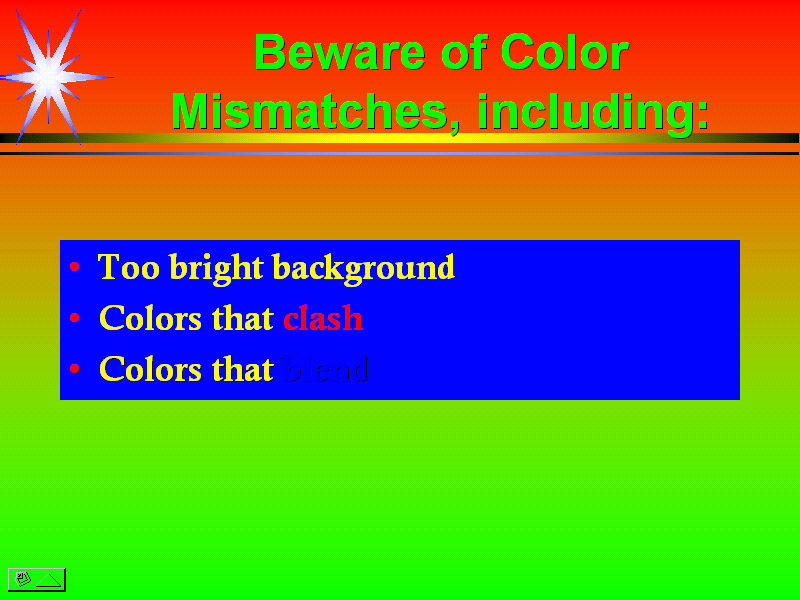 Beware of Color
Mismatches, including:
• Too bright background
• Colors that clash
• Colors that blend